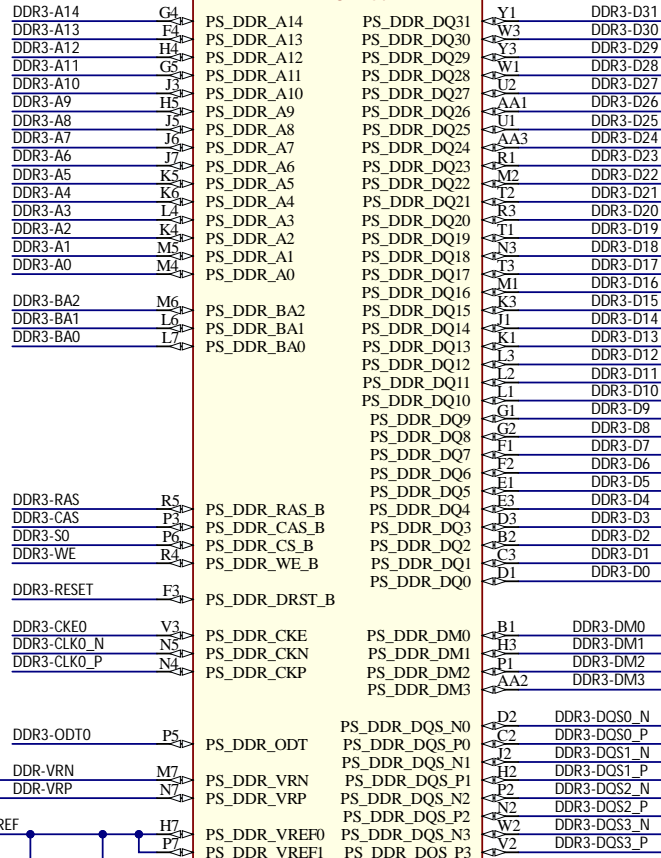 DDR3-A14 G4 PS_DDR_A14 PS_DDR_DQ31 Y1 DDR3-D31
DDR3-A13 F4 PS_DDR_A13 PS_DDR_DQ30 W3 DDR3-D30
DDR3-A12 H4 PS_DDR_A12 PS_DDR_DQ29 Y3 DDR3-D29
DDR3-A11 G5 PS_DDR_A11 PS_DDR_DQ28 W1 DDR3-D28
DDR3-A10 J3 PS_DDR_A10 PS_DDR_DQ27 U2 DDR3-D27
DDR3-A9 H5 PS_DDR_A9 PS_DDR_DQ26 AA1 DDR3-D26
DDR3-A8 J5 PS_DDR_A8 PS_DDR_DQ25 U1 DDR3-D25
DDR3-A7 J6 PS_DDR_A7 PS_DDR_DQ24 AA3 DDR3-D24
DDR3-A6 J7 PS_DDR_A6 PS_DDR_DQ23 R1 DDR3-D23
DDR3-A5 K5 PS_DDR_A5 PS_DDR_DQ22 M2 DDR3-D22
DDR3-A4 K6 PS_DDR_A4 PS_DDR_DQ21 T2 DDR3-D21
DDR3-A3 L4 PS_DDR_A3 PS_DDR_DQ20 R3 DDR3-D20
DDR3-A2 K4 PS_DDR_A2 PS_DDR_DQ19 T1 DDR3-D19
DDR3-A1 M5 PS_DDR_A1 PS_DDR_DQ18 N3 DDR3-D18
DDR3-A0 M4 PS_DDR_A0 PS_DDR_DQ17 T3 DDR3-D17
PS_DDR_DQ16 M1 DDR3-D16
DDR3-BA2 M6 PS_DDR_BA2 PS_DDR_DQ15 K3 DDR3-D15
DDR3-BA1 L6 PS_DDR_BA1 PS_DDR_DQ14 J1 DDR3-D14
DDR3-BA0 L7 PS_DDR_BA0 PS_DDR_DQ13 K1 DDR3-D13
PS_DDR_DQ12 L3 DDR3-D12
PS_DDR_DQ11 L2 DDR3-D11
PS_DDR_DQ10 L1 DDR3-D10
PS_DDR_DQ9 G1 DDR3-D9
PS_DDR_DQ8 G2 DDR3-D8
PS_DDR_DQ7 F1 DDR3-D7
PS_DDR_DQ6 F2 DDR3-D6
PS_DDR_DQ5 E1 DDR3-D5
DDR3-RAS R5 PS_DDR_RAS_B PS_DDR_DQ4 E3 DDR3-D4
DDR3-CAS P3 PS_DDR_CAS_B PS_DDR_DQ3 D3 DDR3-D3
DDR3-S0 P6 PS_DDR_CS_B PS_DDR_DQ2 B2 DDR3-D2
DDR3-WE R4 PS_DDR_WE_B PS_DDR_DQ1 C3 DDR3-D1
PS_DDR_DQ0 D1 DDR3-D0
DDR3-RESET F3 PS_DDR_DRST_B
DDR3-CKE0 V3 PS_DDR_CKE PS_DDR_DM0 B1 DDR3-DM0
DDR3-CLK0_N N5 PS_DDR_CKN PS_DDR_DM1 H3 DDR3-DM1
DDR3-CLK0_P N4 PS_DDR_CKP PS_DDR_DM2 P1 DDR3-DM2
PS_DDR_DM3 AA2 DDR3-DM3
PS_DDR_DQS_N0 D2 DDR3-DQS0_N
DDR3-ODT0 P5 PS_DDR_ODT PS_DDR_DQS_P0 C2 DDR3-DQS0_P
PS_DDR_DQS_N1 J2 DDR3-DQS1_N
DDR-VRN M7 PS_DDR_VRN PS_DDR_DQS_P1 H2 DDR3-DQS1_P
DDR-VRP N7 PS_DDR_VRP PS_DDR_DQS_N2 P2 DDR3-DQS2_N
PS_DDR_DQS_P2 N2 DDR3-DQS2_P
REF H7 PS_DDR_VREF0 PS_DDR_DQS_N3 W2 DDR3-DQS3_N
P7 PS_DDR_VREF1 PS_DDR_DQS_P3 V2 DDR3-DQS3_P